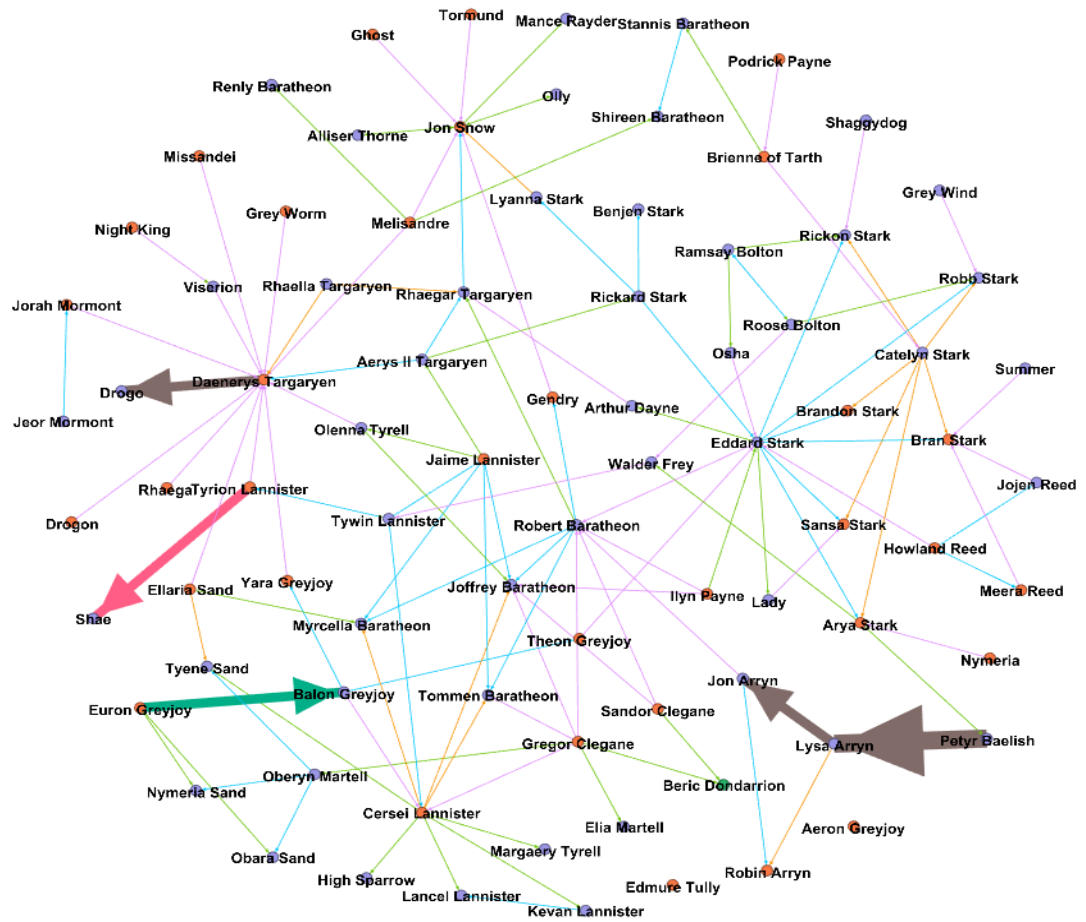 Tormund
Mance Rayder
Stannis Baratheon
Ghost
Podrick Payne
Renly Baratheon
Olly
Shireen Baratheon
Shaggydog
Alliser Thorne
Jon Snow
Brienne of Tarth
Missandei
Lyanna Stark
Grey Wind
Grey Worm
Melisandre
Benjen Stark
Night King
Rickon Stark
Ramsay Bolton
Viserion
Rhaella Targaryen
Rhaegar Targaryen
Rickard Stark
Robb Stark
Jorah Mormont
Roose Bolton
Aerys II Targaryen
Osha
Catelyn Stark
Drogo
Daenerys Targaryen
Summer
Gendry
Arthur Dayne
Brandon Stark
Jeor Mormont
Olenna Tyrell
Eddard Stark
Bran Stark
Jaime Lannister
Walder Frey
RhaegaTyrion Lannister
Jojen Reed
Drogon
Tywin Lannister
Robert Baratheon
Sansa Stark
Howland Reed
Ellaria Sand
Yara Greyjoy
Joffrey Baratheon
Ilyn Payne
Lady
Meera Reed
Shae
Myrcella Baratheon
Theon Greyjoy
Arya Stark
Tyene Sand
Nymeria
Jon Arryn
Euron Greyjoy
Balon Greyjoy
Tommen Baratheon
Sandor Clegane
Gregor Clegane
Lysa Arryn
Petyr Baelish
Oberyn Martell
Nymeria Sand
Beric Dondarrion
Cersei Lannister
Elia Martell
Aeron Greyjoy
Obara Sand
Margaery Tyrell
High Sparrow
Robin Arryn
Lancel Lannister
Edmure Tully
Kevan Lannister